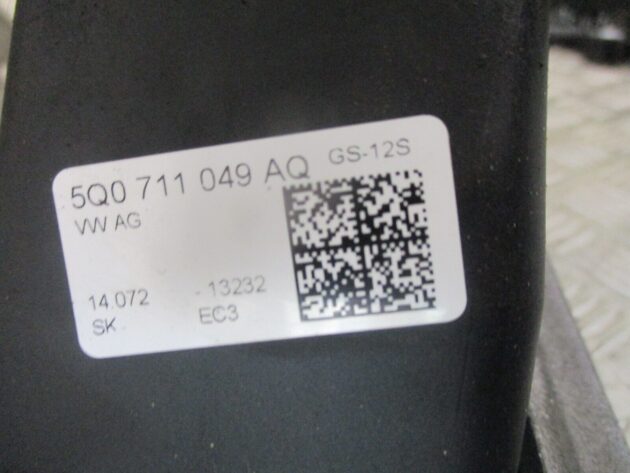 5Q0 711 049 AQ GS-12S
VW AG
14.072 13232
SK EC3